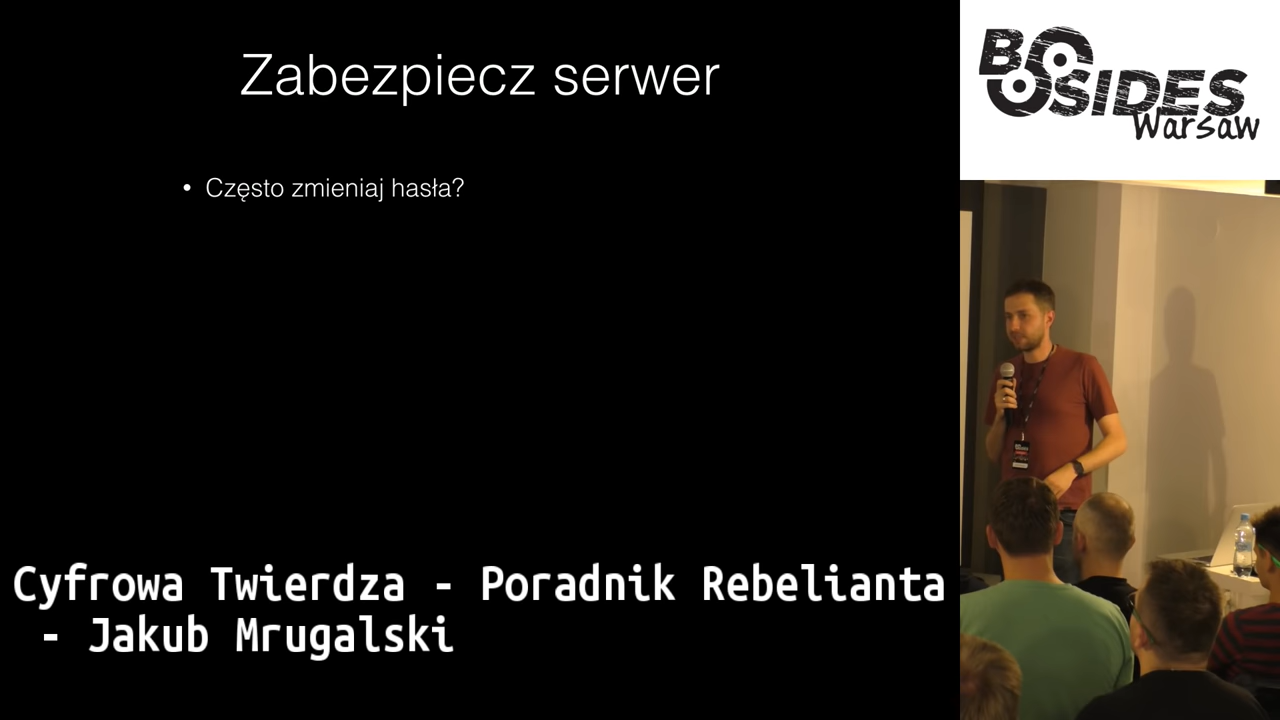 Zabezpiecz serwer
• Często zmieniaj hasła?
Cyfrowa Twierdza - Poradnik Rebelianta
- Jakub Mrugalski
BSIDES
Warsaw